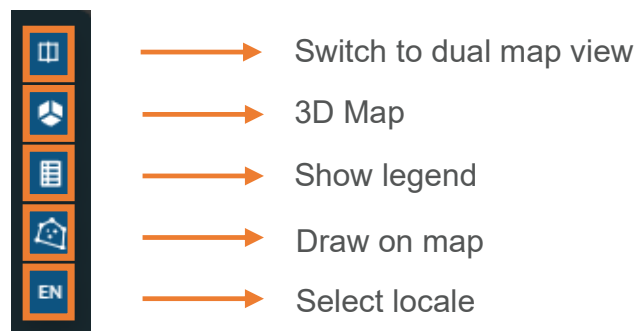 Switch to dual map view
3D Map
Show legend
Draw on map
EN
Select locale